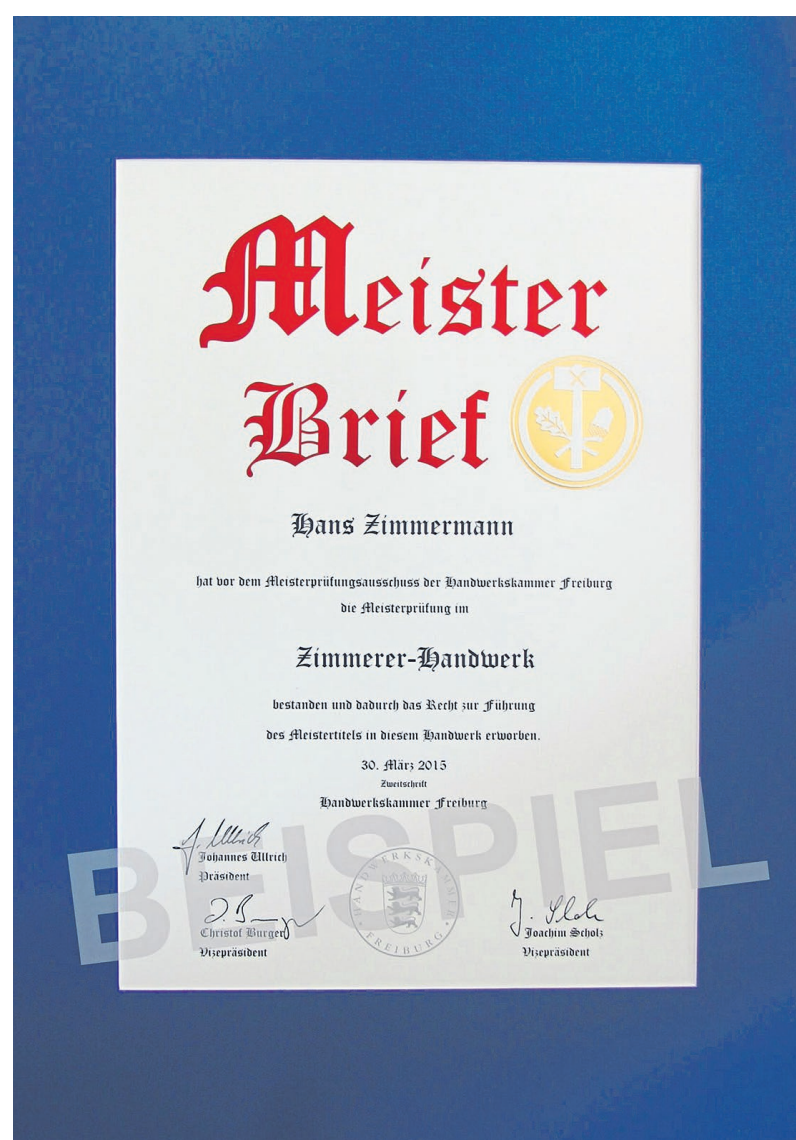 Meister
Brief
Hans Zimmermann
hat vor dem Meisterprüfungsausschuss der Handwerkskammer Freiburg
die Meisterprüfung im
Zimmerer-Handwerk
bestanden und dadurch das Recht zur Führung
des Meistertitels in diesem Handwerk erworben.
30. März 2015
Zweitschrift
Handwerkskammer Freiburg
BEISPIEL
J. Ullrich
Johannes Ullrich
Präsident
HANDWERKSKAMMER
FREIBURG
Christof Burger
Vizepräsident
Joachim Scholz
Vizepräsident